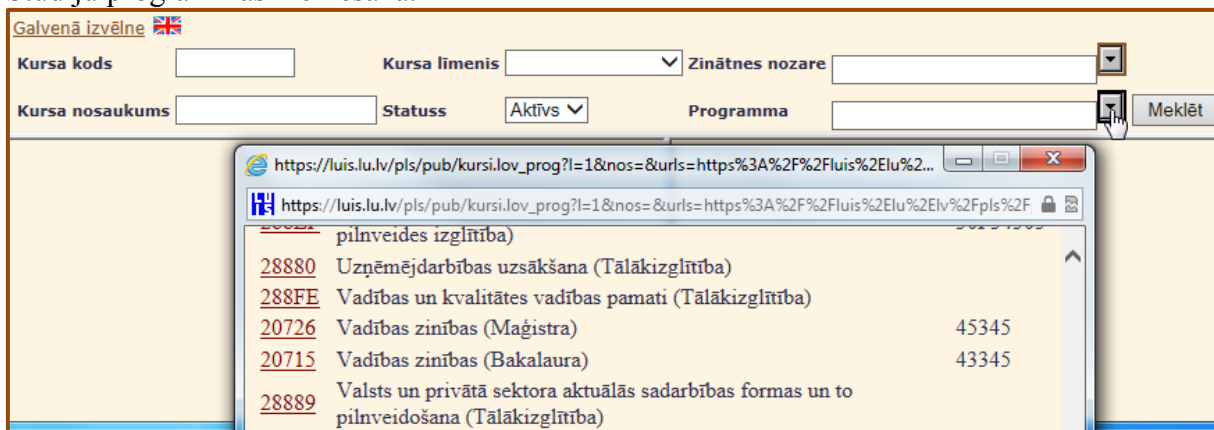 Galvenā izvēlne
Kursa kods Kursa līmenis Zinātnes nozare
Kursa nosaukums Statuss Aktīvs Programma Meklēt
https://luis.lu.lv/pls/pub/kursi.lov_prog?l=1&nos=&urls=https%3A%2F%2Fluis%2Elu%2...
https://luis.lu.lv/pls/pub/kursi.lov_prog?l=1&nos=&urls=https%3A%2F%2Fluis%2Elu%2Elv%2Fpls%2F
pilnveides izglītība)
28880 Uzņēmējdarbības uzsākšana (Tālākizglītība)
288FE Vadības un kvalitātes vadības pamati (Tālākizglītība)
20726 Vadības zinības (Maģistra) 45345
20715 Vadības zinības (Bakalaura) 43345
28889 Valsts un privātā sektora aktuālās sadarbības formas un to
pilnveidošana (Tālākizglītība)